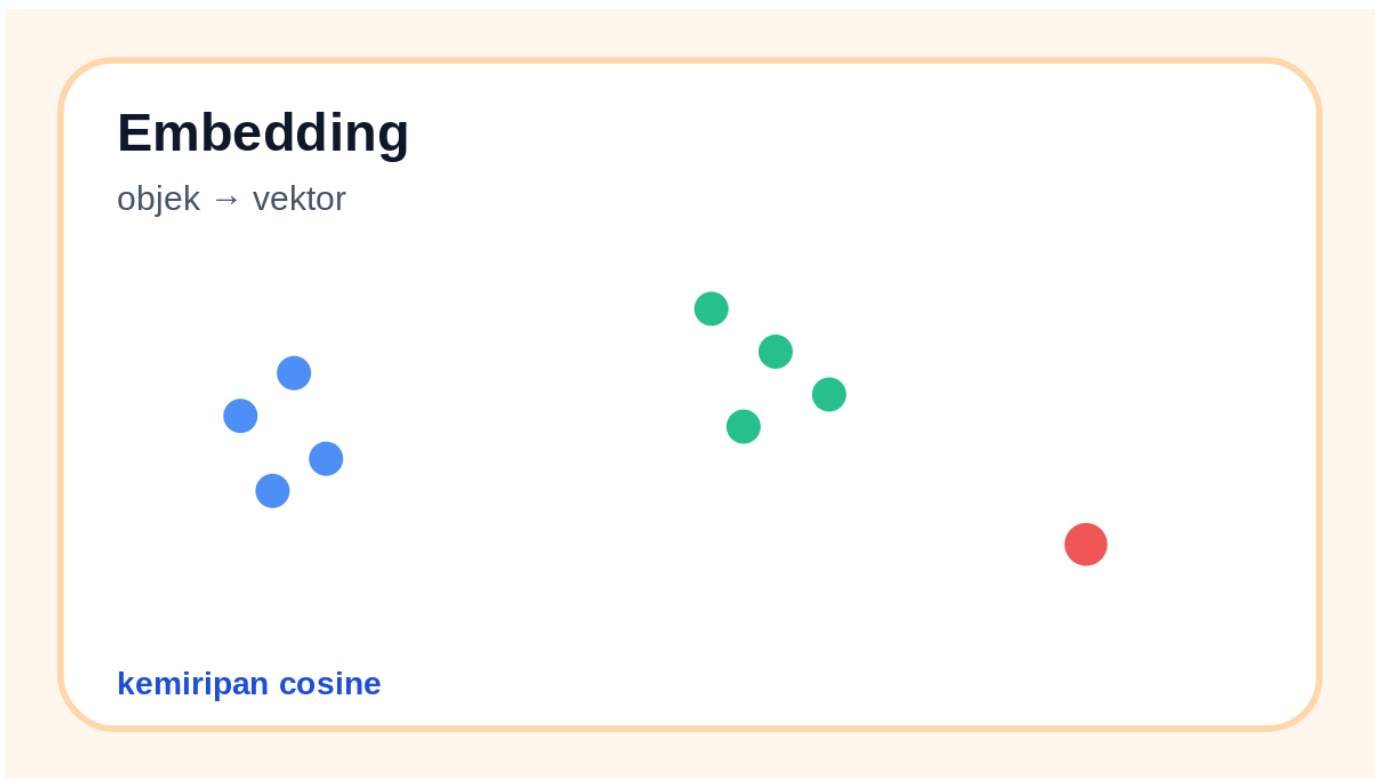 Embedding
objek → vektor
kemiripan cosine